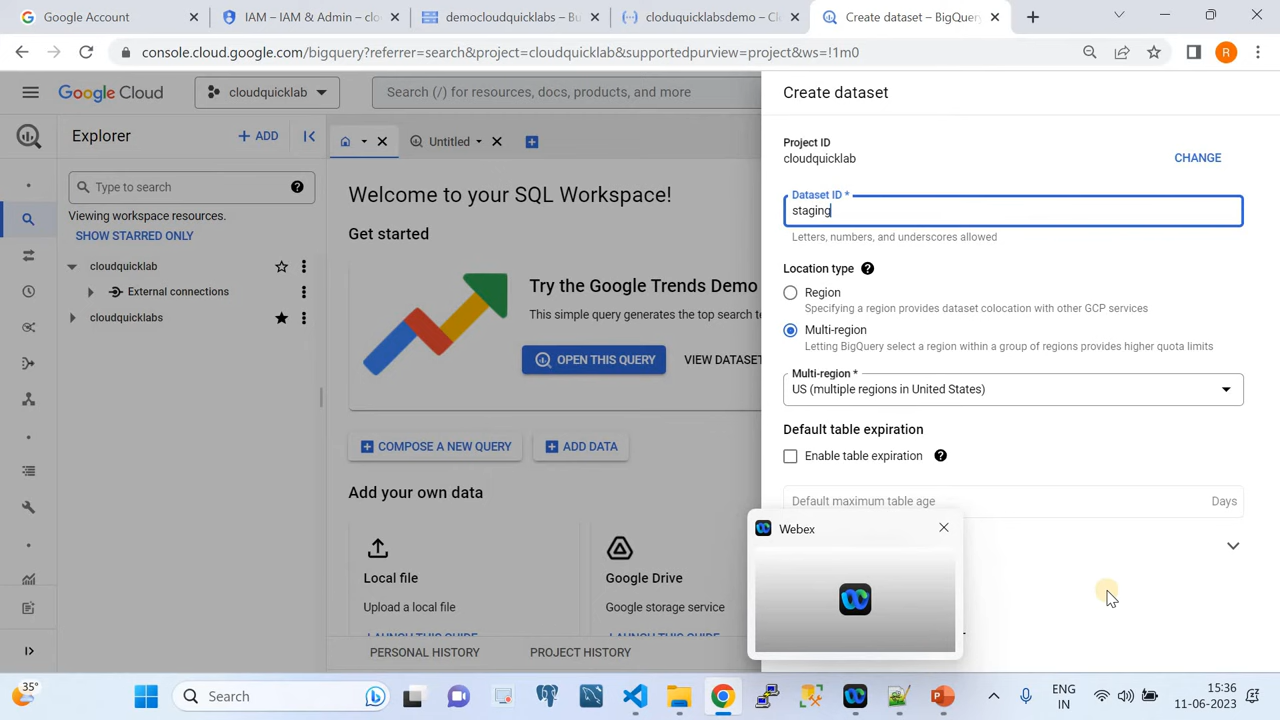 Google Account
IAM – IAM & Admin – clo
democloudquicklabs – Bu
cloduquicklabsdemo – Cl
Create dataset – BigQuery
console.cloud.google.com/bigquery?referrer=search&project=cloudquicklab&supportedpurview=project&ws=!1m0
R
Google Cloud
cloudquicklab
Search (/) for resources, docs, products, and more
Create dataset
Explorer
+ ADD
Untitled
Project ID
cloudquicklab
CHANGE
Type to search
Viewing workspace resources.
SHOW STARRED ONLY
cloudquicklab
External connections
cloudquicklabs
Welcome to your SQL Workspace!
Get started
Try the Google Trends Demo
This simple query generates the top search te
OPEN THIS QUERY
VIEW DATASET
COMPOSE A NEW QUERY
ADD DATA
Add your own data
Local file
Upload a local file
LAUNCH THIS GUIDE
Google Drive
Google storage service
LAUNCH THIS GUIDE
PERSONAL HISTORY
PROJECT HISTORY
Dataset ID *
staging
Letters, numbers, and underscores allowed
Location type
Region
Specifying a region provides dataset colocation with other GCP services
Multi-region
Letting BigQuery select a region within a group of regions provides higher quota limits
Multi-region *
US (multiple regions in United States)
Default table expiration
Enable table expiration
Default maximum table age
Days
Webex
35°
Search
ENG
IN
15:36
11-06-2023